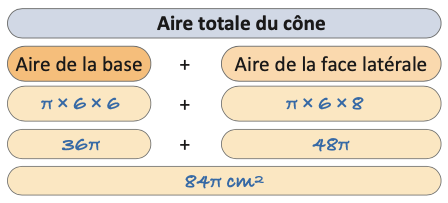 Aire totale du cône
Aire de la base + Aire de la face latérale
π × 6 × 6 + π × 6 × 8
36π + 48π
84π cm²